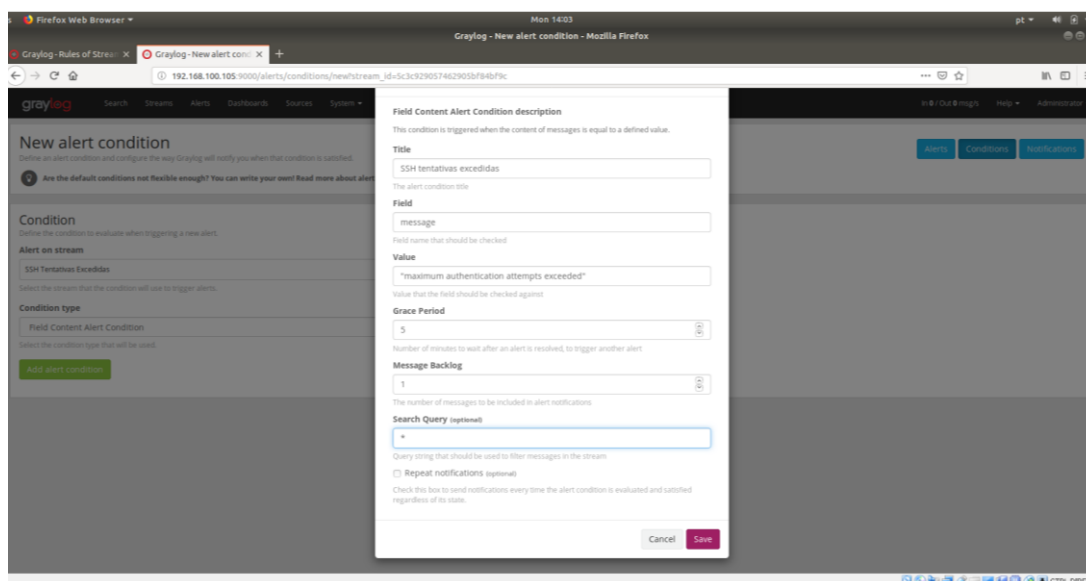 Firefox Web Browser
Mon 14:03
pt
Graylog - New alert condition - Mozilla Firefox
Graylog - Rules of Strea
Graylog - New alert cond
192.168.100.105:9000/alerts/conditions/new?stream_id=5c3c929057462905bf84bf9c
graylog
Search
Streams
Alerts
Dashboards
Sources
System
In 0 / Out 0 msg/s
Help
Administrator
New alert condition
Define an alert condition and configure the way Graylog will notify you when that condition is satisfied.
Are the default conditions not flexible enough? You can write your own! Read more about alert
Alerts
Conditions
Notifications
Condition
Define the condition to evaluate when triggering a new alert.
Alert on stream
SSH Tentativas Excedidas
Select the stream that the condition will use to trigger alerts.
Condition type
Field Content Alert Condition
Select the condition type that will be used.
Add alert condition
Field Content Alert Condition description
This condition is triggered when the content of messages is equal to a defined value.
Title
SSH tentativas excedidas
The alert condition title
Field
message
Field name that should be checked
Value
"maximum authentication attempts exceeded"
Value that the field should be checked against
Grace Period
5
Number of minutes to wait after an alert is resolved, to trigger another alert
Message Backlog
1
The number of messages to be included in alert notifications
Search Query (optional)
*
Query string that should be used to filter messages in the stream
Repeat notifications (optional)
Check this box to send notifications every time the alert condition is evaluated and satisfied
regardless of its state.
Cancel
Save